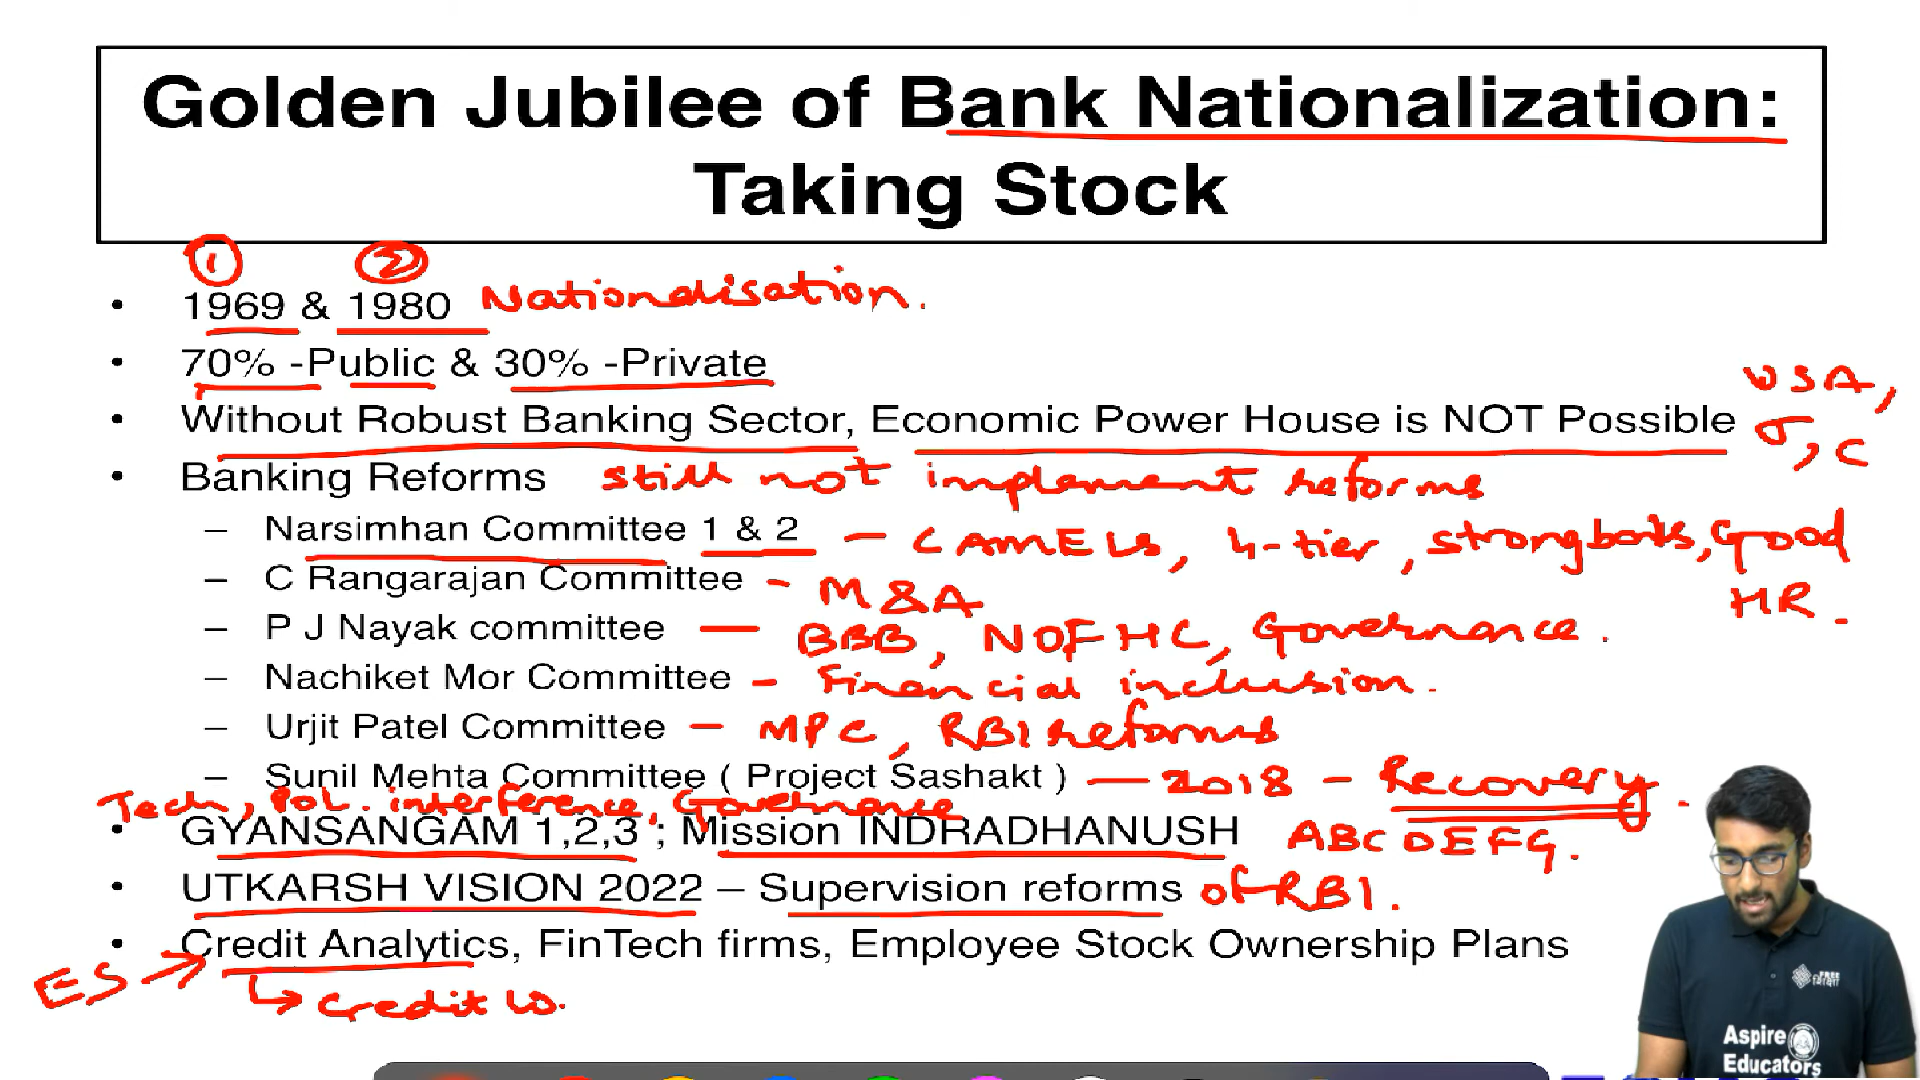 Golden Jubilee of Bank Nationalization:
Taking Stock
1 2
• 1969 & 1980 Nationalisation.
• 70% -Public & 30% -Private
USA,
• Without Robust Banking Sector, Economic Power House is NOT Possible J, C
• Banking Reforms still not implement reforms
– Narsimhan Committee 1 & 2 – CAMELS, 4-tier, strong banks, Good
HR.
– C Rangarajan Committee - M&A
– P J Nayak committee — BBB, NOFHC, Governance.
– Nachiket Mor Committee – Financial inclusion.
– Urjit Patel Committee – MPC, RBI reforms
– Sunil Mehta Committee ( Project Sashakt ) — 2018 – Recovery.
Tech, Pol. interference, Governance
• GYANSANGAM 1,2,3 ; Mission INDRADHANUSH ABCDEFG.
• UTKARSH VISION 2022 – Supervision reforms of RBI.
• Credit Analytics, FinTech firms, Employee Stock Ownership Plans
ES →
↳ Credit
FREE
शिक्षा
Aspire
Educators